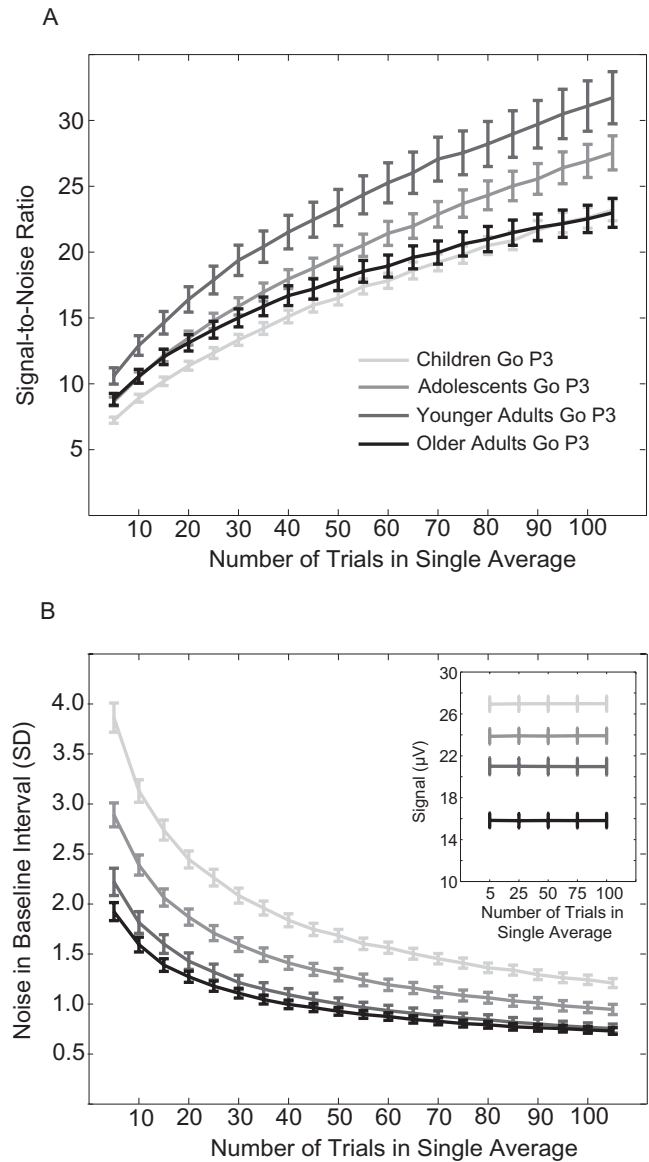 A
Signal-to-Noise Ratio
30
25
20
15
10
5
Children Go P3
Adolescents Go P3
Younger Adults Go P3
Older Adults Go P3
10 20 30 40 50 60 70 80 90 100
Number of Trials in Single Average
B
Noise in Baseline Interval (SD)
4.0
3.5
3.0
2.5
2.0
1.5
1.0
0.5
Signal (μV)
30
26
22
16
14
10
5 25 50 75 100
Number of Trials in
Single Average
10 20 30 40 50 60 70 80 90 100
Number of Trials in Single Average